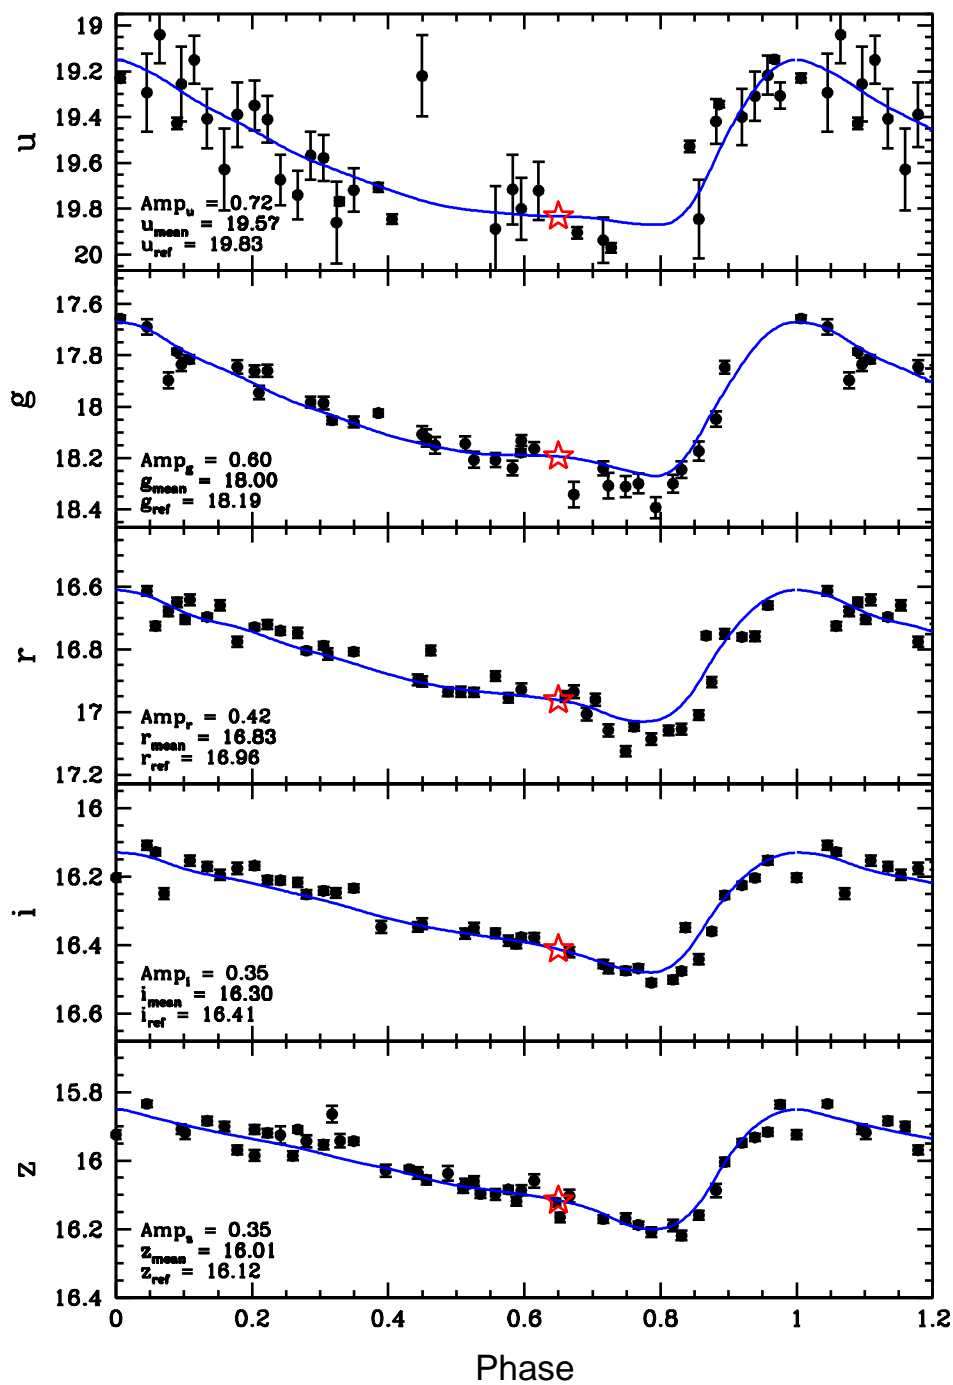 19
19.2
19.4
19.6
19.8
20
u
Amp_u = 0.72
u_mean = 19.57
u_ref = 19.83
17.6
17.8
18
18.2
18.4
g
Amp_g = 0.60
g_mean = 18.00
g_ref = 18.19
16.6
16.8
17
17.2
r
Amp_r = 0.42
r_mean = 16.83
r_ref = 16.96
16
16.2
16.4
16.6
i
Amp_i = 0.35
i_mean = 16.30
i_ref = 16.41
15.8
16
16.2
16.4
z
Amp_z = 0.35
z_mean = 16.01
z_ref = 16.12
0 0.2 0.4 0.6 0.8 1 1.2
Phase